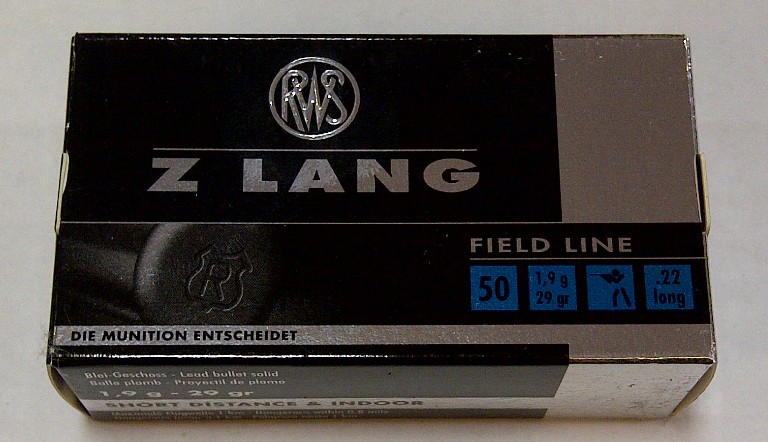 RWS
Z LANG
FIELD LINE
50
1,9 g
29 gr
.22
long
DIE MUNITION ENTSCHEIDET
Blei-Geschoss - Lead bullet solid
Balle plomb - Proyectil de plomo
1,9 g - 29 gr
SHORT DISTANCE & INDOOR